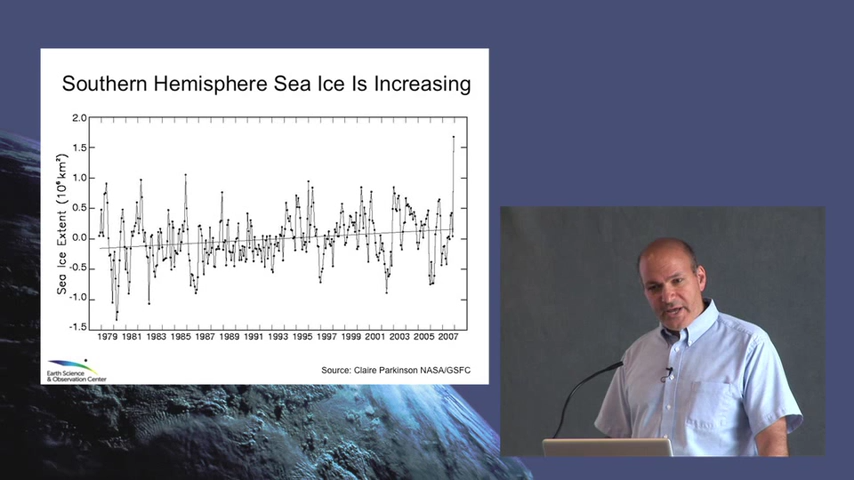 Southern Hemisphere Sea Ice Is Increasing
2.0
1.5
1.0
0.5
0.0
-0.5
-1.0
-1.5
Sea Ice Extent (10⁶km²)
1979 1981 1983 1985 1987 1989 1991 1993 1995 1997 1999 2001 2003 2005 2007
Earth Science
& Observation Center
Source: Claire Parkinson NASA/GSFC